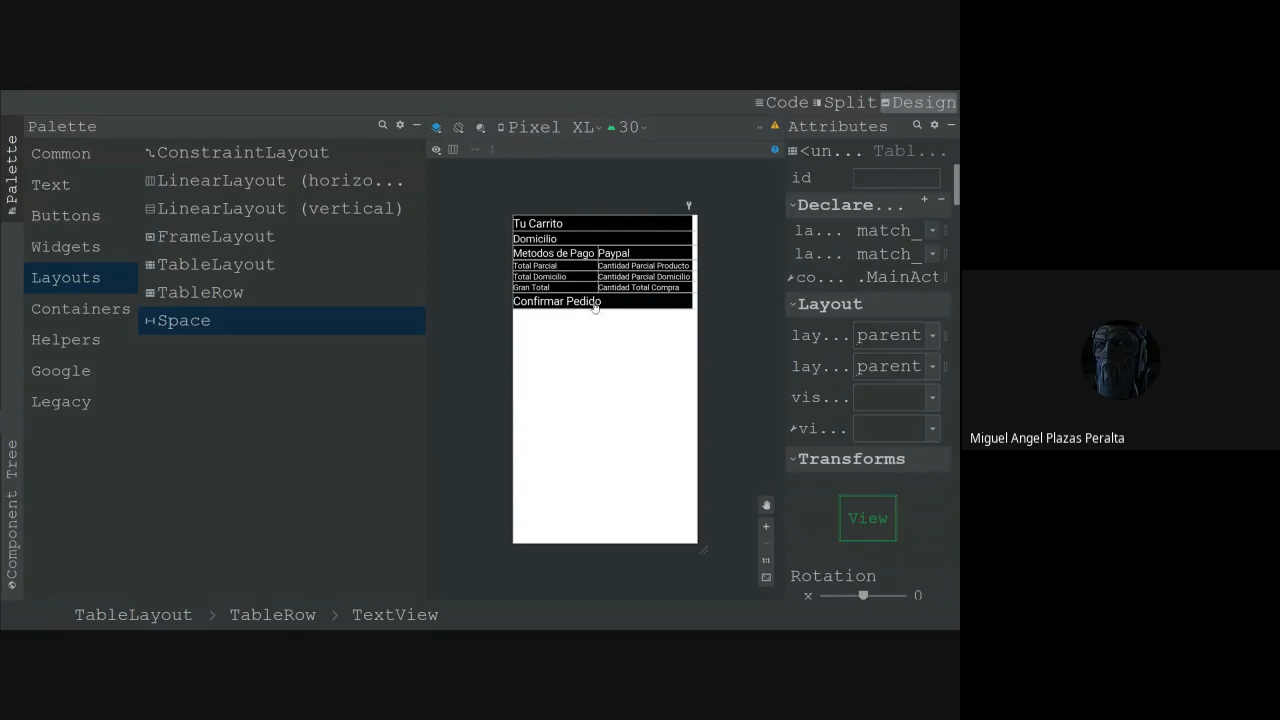 Code Split Design
Palette
Palette
Component Tree
Common
Text
Buttons
Widgets
Layouts
Containers
Helpers
Google
Legacy
ConstraintLayout
LinearLayout (horizo...
LinearLayout (vertical)
FrameLayout
TableLayout
TableRow
Space
Pixel XL 30
Tu Carrito
Domicilio
Metodos de Pago Paypal
Total Parcial Cantidad Parcial Producto
Total Domicilio Cantidad Parcial Domicilio
Gran Total Cantidad Total Compra
Confirmar Pedido
Attributes
<un... Tabl...
id
Declare... + −
la... match_
la... match_
co... .MainAct
Layout
lay... parent
lay... parent
vis...
vi...
Transforms
View
Rotation
x 0
TableLayout > TableRow > TextView
Miguel Angel Plazas Peralta